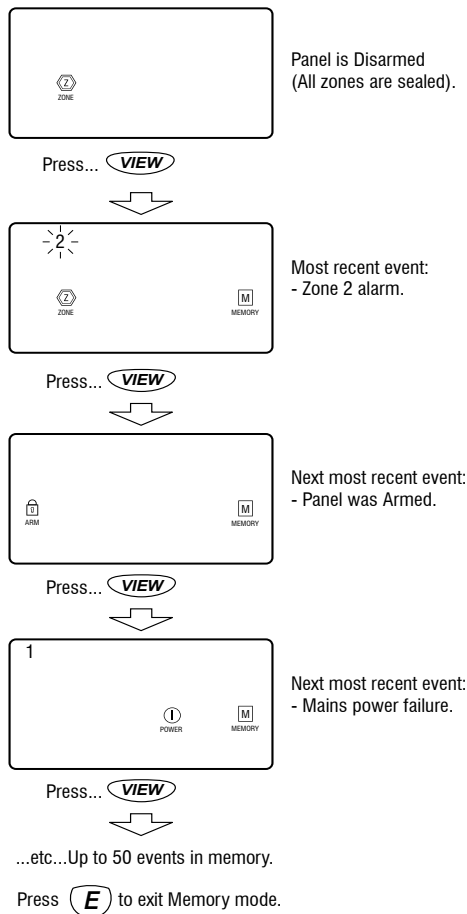 Panel is Disarmed
(All zones are sealed).
Z
ZONE
Press... VIEW
2
Most recent event:
- Zone 2 alarm.
Z
ZONE
M
MEMORY
Press... VIEW
Next most recent event:
- Panel was Armed.
ARM
M
MEMORY
Press... VIEW
1
Next most recent event:
- Mains power failure.
I
POWER
M
MEMORY
Press... VIEW
...etc...Up to 50 events in memory.
Press E to exit Memory mode.